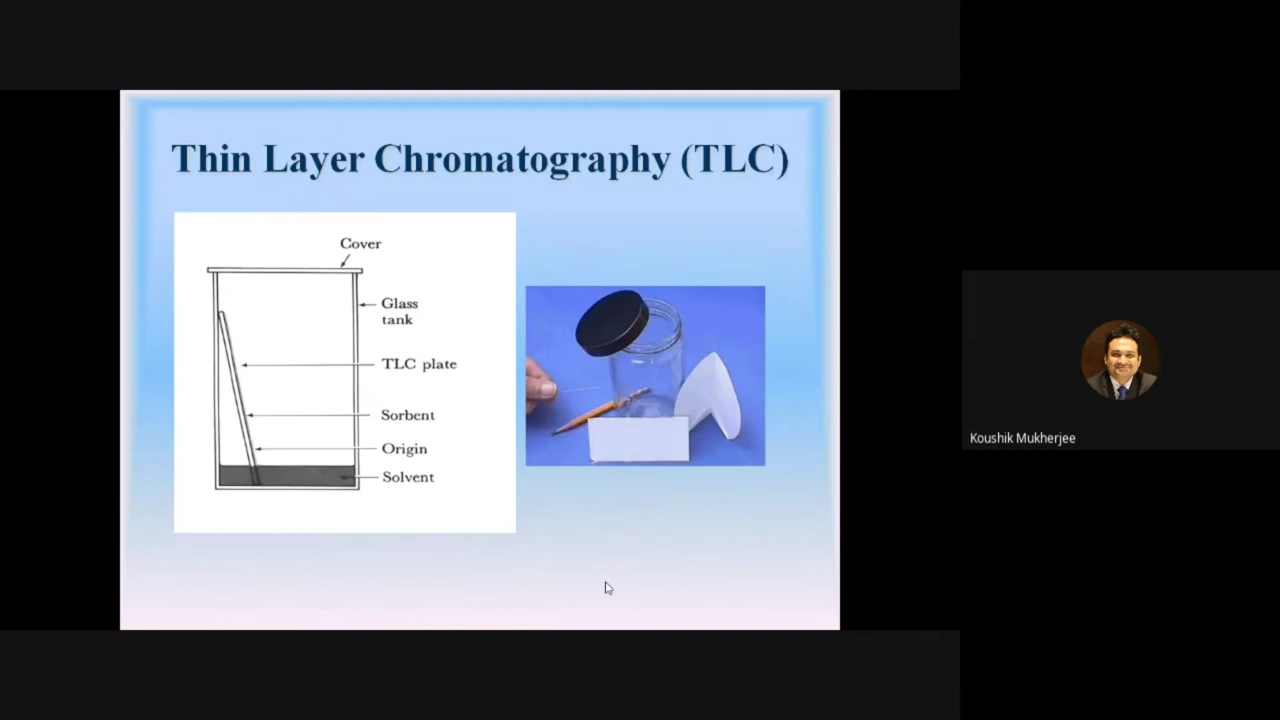 Thin Layer Chromatography (TLC)
Cover
Glass
tank
TLC plate
Sorbent
Origin
Solvent
Koushik Mukherjee